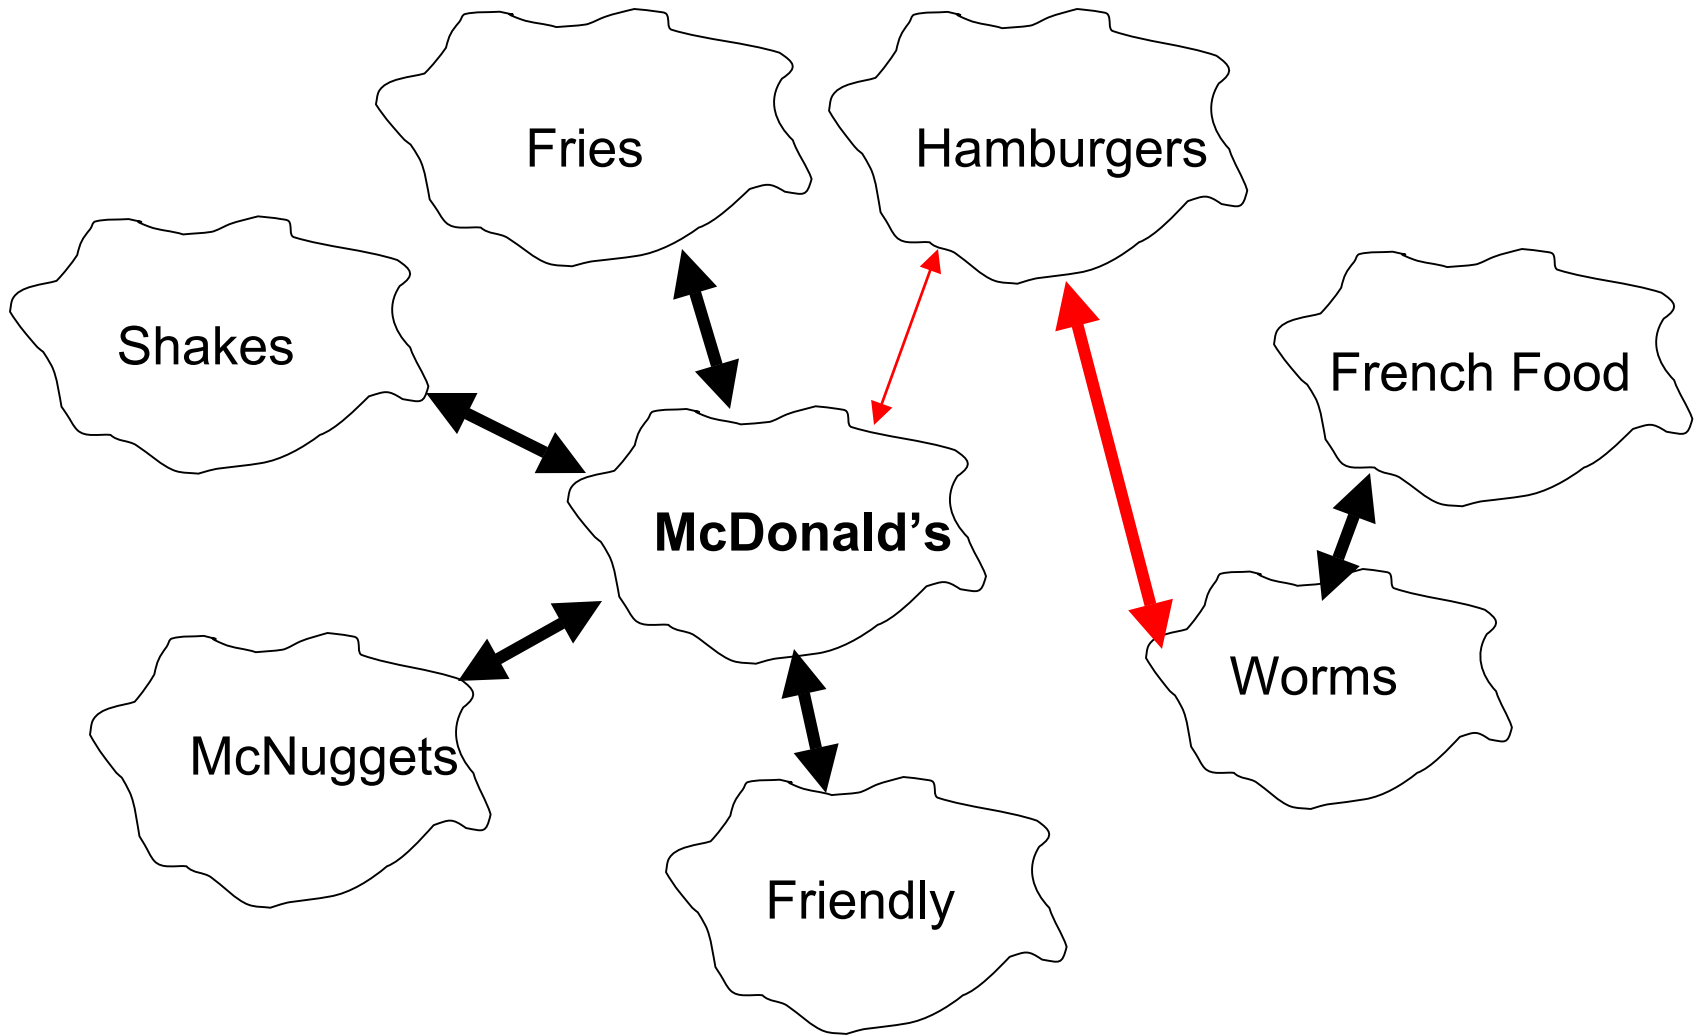 Fries
Hamburgers
Shakes
French Food
McDonald’s
Worms
McNuggets
Friendly